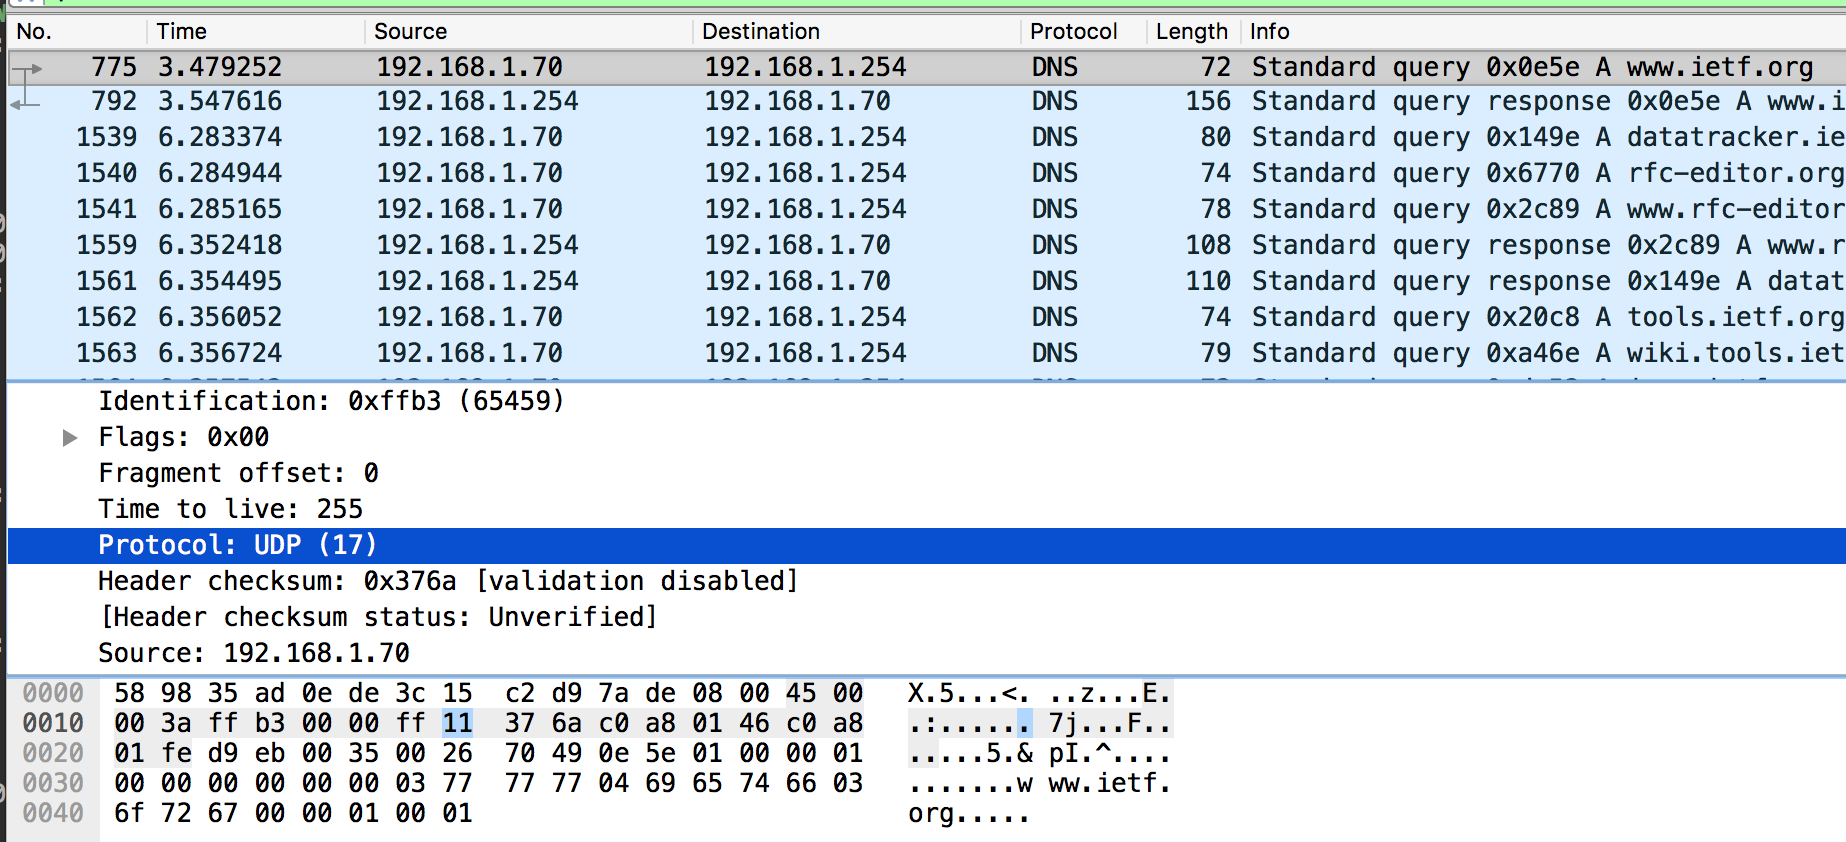 No. Time Source Destination Protocol Length Info
775 3.479252 192.168.1.70 192.168.1.254 DNS 72 Standard query 0x0e5e A www.ietf.org
792 3.547616 192.168.1.254 192.168.1.70 DNS 156 Standard query response 0x0e5e A www.i
1539 6.283374 192.168.1.70 192.168.1.254 DNS 80 Standard query 0x149e A datatracker.ie
1540 6.284944 192.168.1.70 192.168.1.254 DNS 74 Standard query 0x6770 A rfc-editor.org
1541 6.285165 192.168.1.70 192.168.1.254 DNS 78 Standard query 0x2c89 A www.rfc-editor
1559 6.352418 192.168.1.254 192.168.1.70 DNS 108 Standard query response 0x2c89 A www.r
1561 6.354495 192.168.1.254 192.168.1.70 DNS 110 Standard query response 0x149e A datat
1562 6.356052 192.168.1.70 192.168.1.254 DNS 74 Standard query 0x20c8 A tools.ietf.org
1563 6.356724 192.168.1.70 192.168.1.254 DNS 79 Standard query 0xa46e A wiki.tools.iet
Identification: 0xffb3 (65459)
Flags: 0x00
Fragment offset: 0
Time to live: 255
Protocol: UDP (17)
Header checksum: 0x376a [validation disabled]
[Header checksum status: Unverified]
Source: 192.168.1.70
0000 58 98 35 ad 0e de 3c 15 c2 d9 7a de 08 00 45 00 X.5...<. ..z...E.
0010 00 3a ff b3 00 00 ff 11 37 6a c0 a8 01 46 c0 a8 .:...... 7j...F..
0020 01 fe d9 eb 00 35 00 26 70 49 0e 5e 01 00 00 01 .....5.& pI.^....
0030 00 00 00 00 00 00 03 77 77 77 04 69 65 74 66 03 .......w ww.ietf.
0040 6f 72 67 00 00 01 00 01 org.....